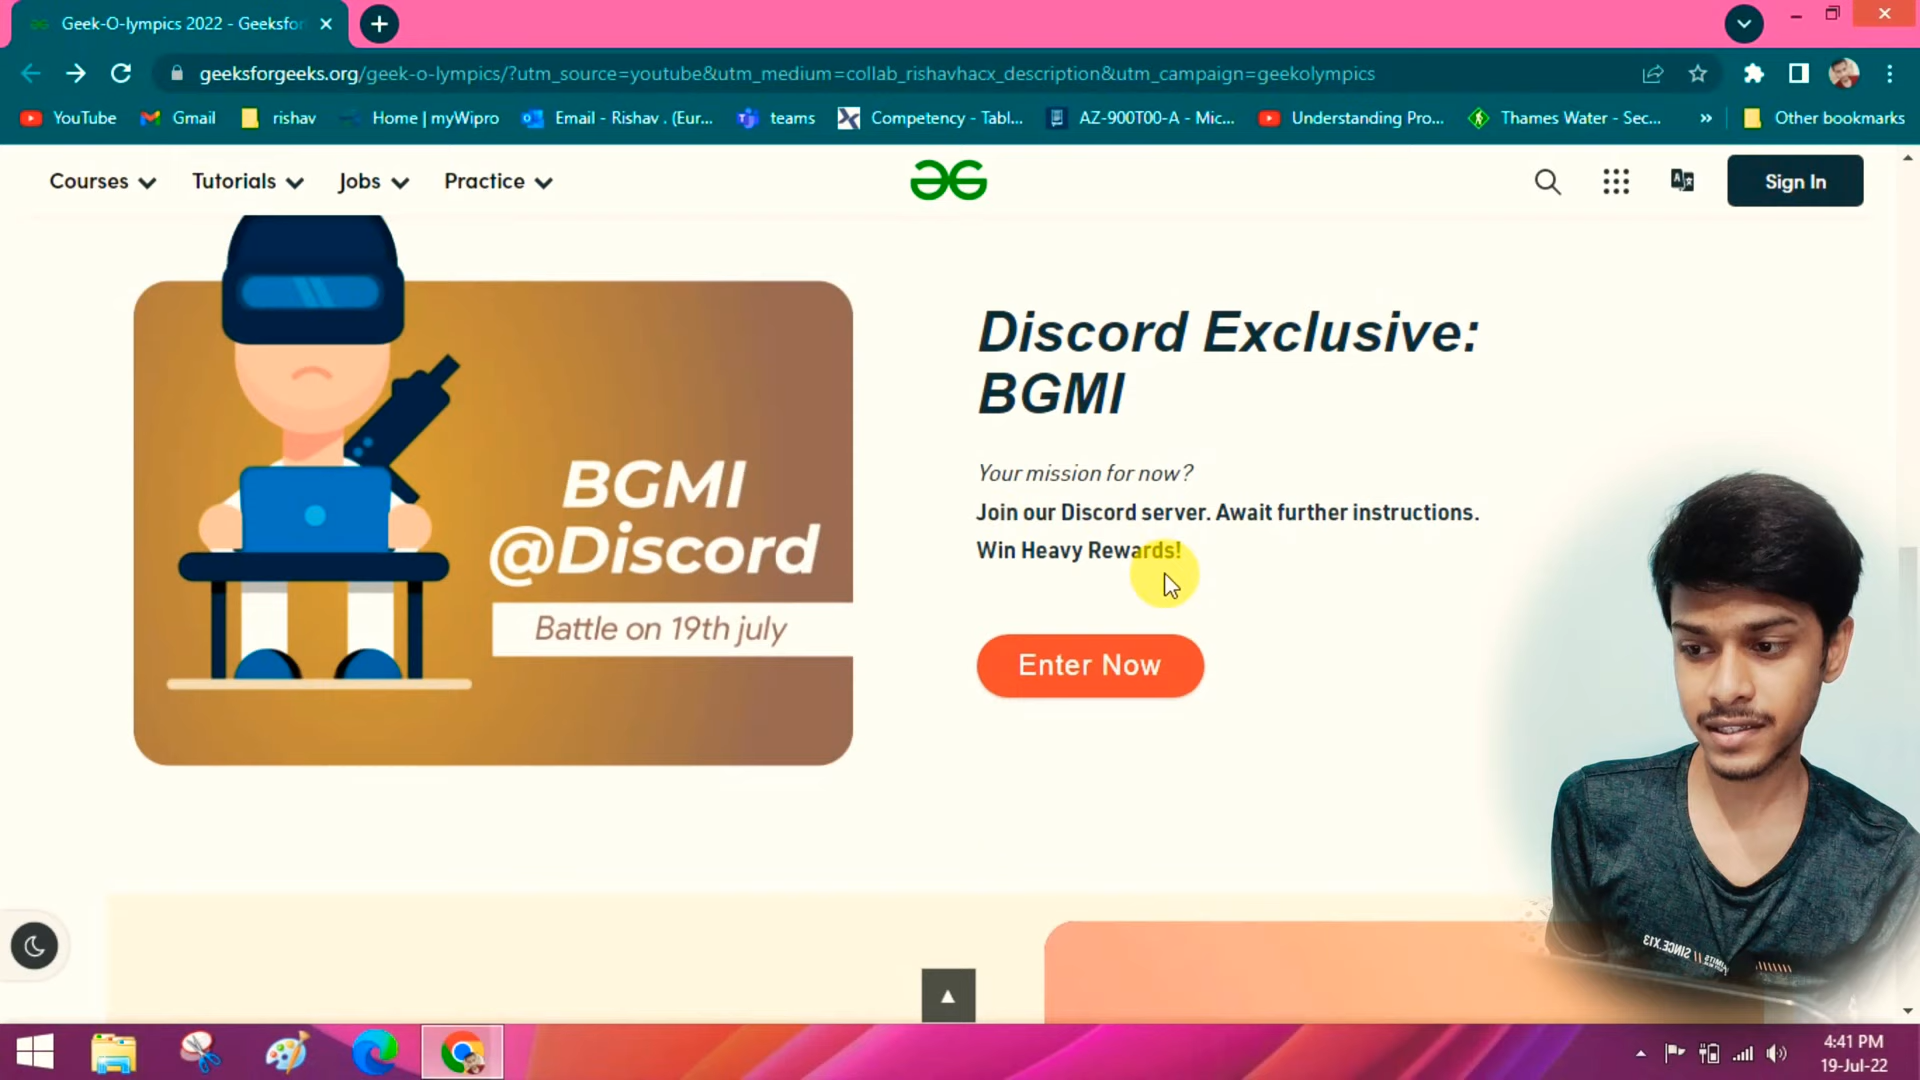 Geek-O-lympics 2022 - Geeksfor
geeksforgeeks.org/geek-o-lympics/?utm_source=youtube&utm_medium=collab_rishavhacx_description&utm_campaign=geekolympics
YouTube Gmail rishav Home | myWipro Email - Rishav . (Eur... teams Competency - Tabl... AZ-900T00-A - Mic... Understanding Pro... Thames Water - Sec... » Other bookmarks
Courses Tutorials Jobs Practice Sign In
BGMI
@Discord
Battle on 19th july
Discord Exclusive:
BGMI
Your mission for now?
Join our Discord server. Await further instructions.
Win Heavy Rewards!
Enter Now
4:41 PM
19-Jul-22